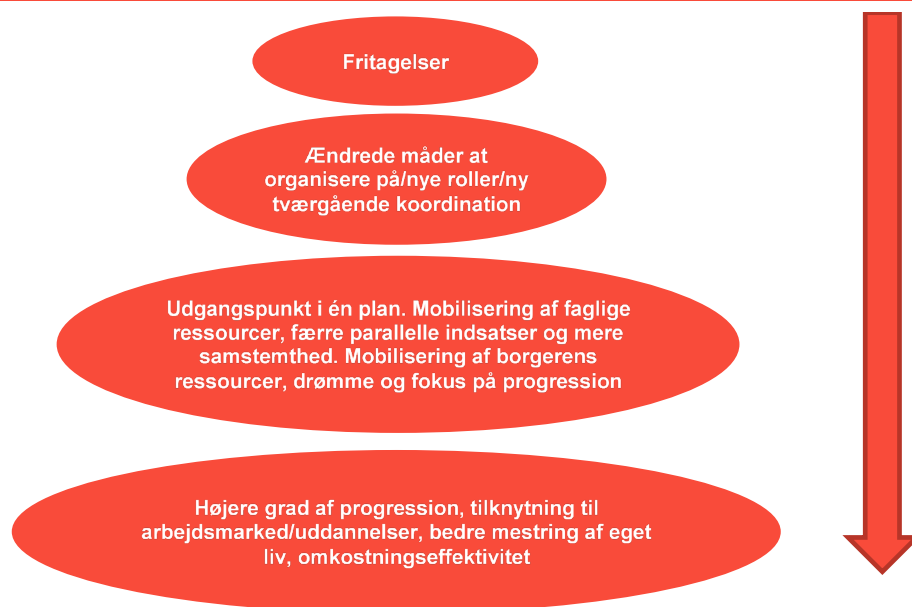 Fritagelser
Ændrede måder at
organisere på/nye roller/ny
tværgående koordination
Udgangspunkt i én plan. Mobilisering af faglige
ressourcer, færre parallelle indsatser og mere
samstemthed. Mobilisering af borgerens
ressourcer, drømme og fokus på progression
Højere grad af progression, tilknytning til
arbejdsmarked/uddannelser, bedre mestring af eget
liv, omkostningseffektivitet